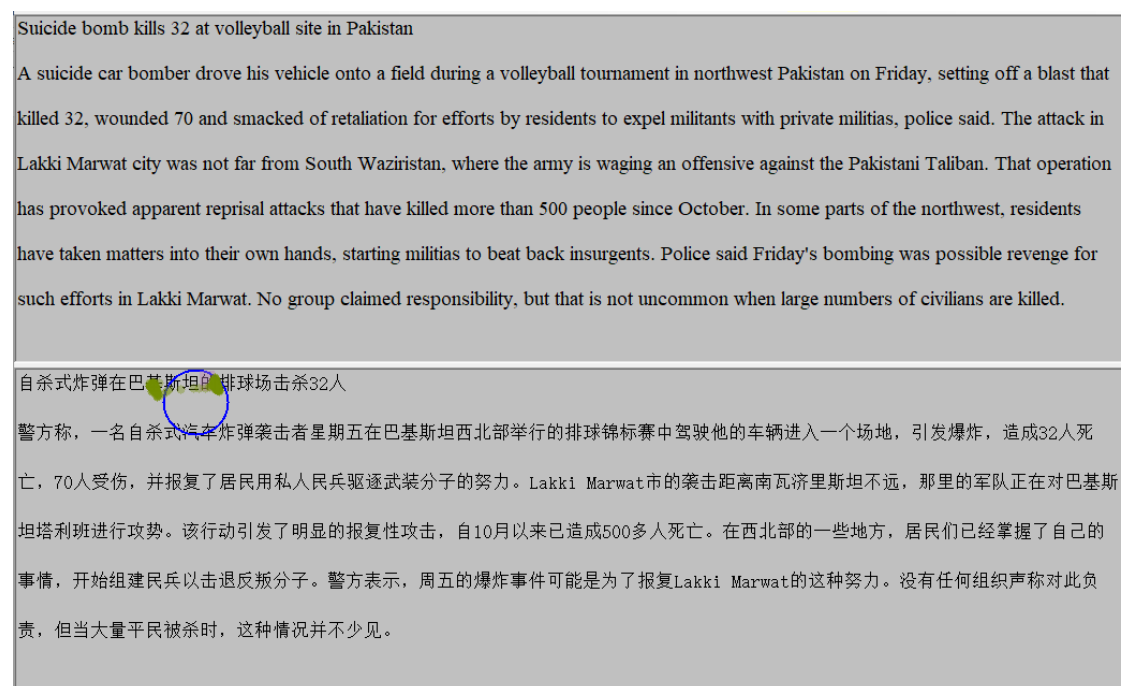 Suicide bomb kills 32 at volleyball site in Pakistan
A suicide car bomber drove his vehicle onto a field during a volleyball tournament in northwest Pakistan on Friday, setting off a blast that
killed 32, wounded 70 and smacked of retaliation for efforts by residents to expel militants with private militias, police said. The attack in
Lakki Marwat city was not far from South Waziristan, where the army is waging an offensive against the Pakistani Taliban. That operation
has provoked apparent reprisal attacks that have killed more than 500 people since October. In some parts of the northwest, residents
have taken matters into their own hands, starting militias to beat back insurgents. Police said Friday's bombing was possible revenge for
such efforts in Lakki Marwat. No group claimed responsibility, but that is not uncommon when large numbers of civilians are killed.
自杀式炸弹在巴基斯坦的排球场击杀32人
警方称，一名自杀式汽车炸弹袭击者星期五在巴基斯坦西北部举行的排球锦标赛中驾驶他的车辆进入一个场地，引发爆炸，造成32人死
亡，70人受伤，并报复了居民用私人民兵驱逐武装分子的努力。Lakki Marwat市的袭击距离南瓦济里斯坦不远，那里的军队正在对巴基斯
坦塔利班进行攻势。该行动引发了明显的报复性攻击，自10月以来已造成500多人死亡。在西北部的一些地方，居民们已经掌握了自己的
事情，开始组建民兵以击退反叛分子。警方表示，周五的爆炸事件可能是为了报复Lakki Marwat的这种努力。没有任何组织声称对此负
责，但当大量平民被杀时，这种情况并不少见。